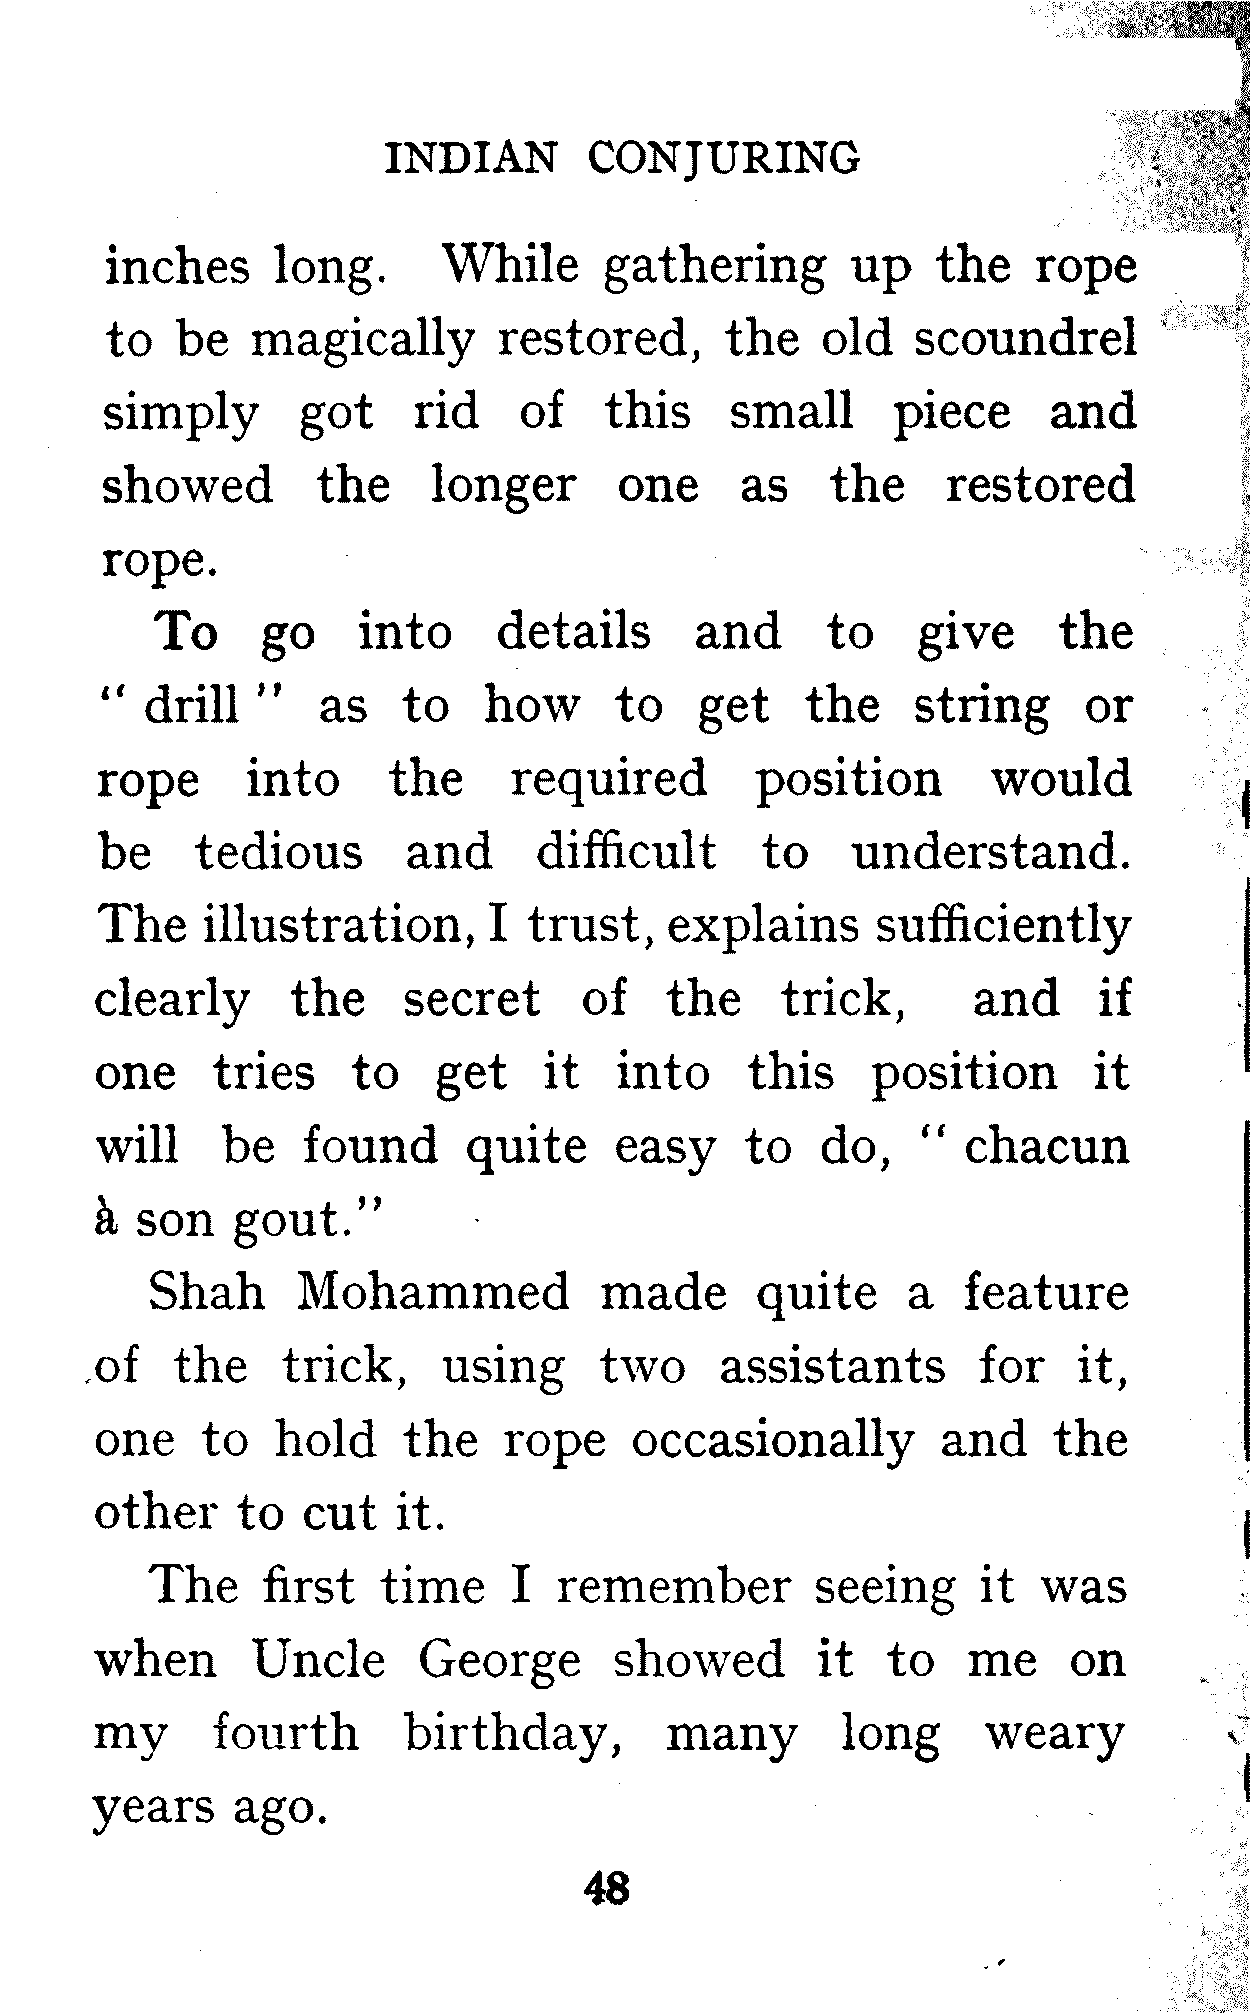 INDIAN CONJURING
inches long. While gathering up the rope
to be magically restored, the old scoundrel
simply got rid of this small piece and
showed the longer one as the restored
rope.
To go into details and to give the
“ drill ” as to how to get the string or
rope into the required position would
be tedious and difficult to understand.
The illustration, I trust, explains sufficiently
clearly the secret of the trick, and if
one tries to get it into this position it
will be found quite easy to do, “ chacun
à son gout.”
Shah Mohammed made quite a feature
of the trick, using two assistants for it,
one to hold the rope occasionally and the
other to cut it.
The first time I remember seeing it was
when Uncle George showed it to me on
my fourth birthday, many long weary
years ago.
48